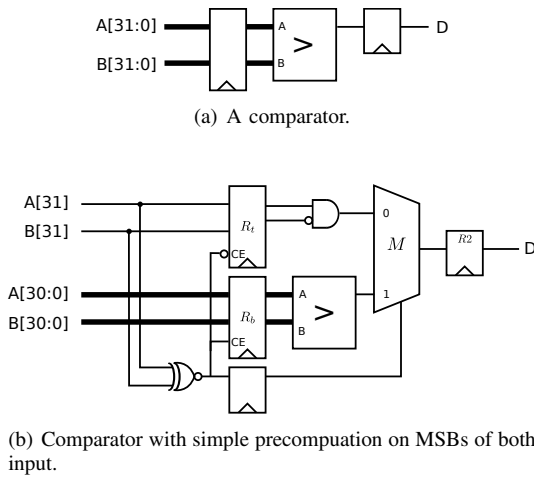 A[31:0]
B[31:0]
A
B
>
D
(a) A comparator.
A[31]
B[31]
R_t
CE
0
M
R2
D
A[30:0]
B[30:0]
R_b
CE
A
B
>
1
(b) Comparator with simple precompuation on MSBs of both
input.